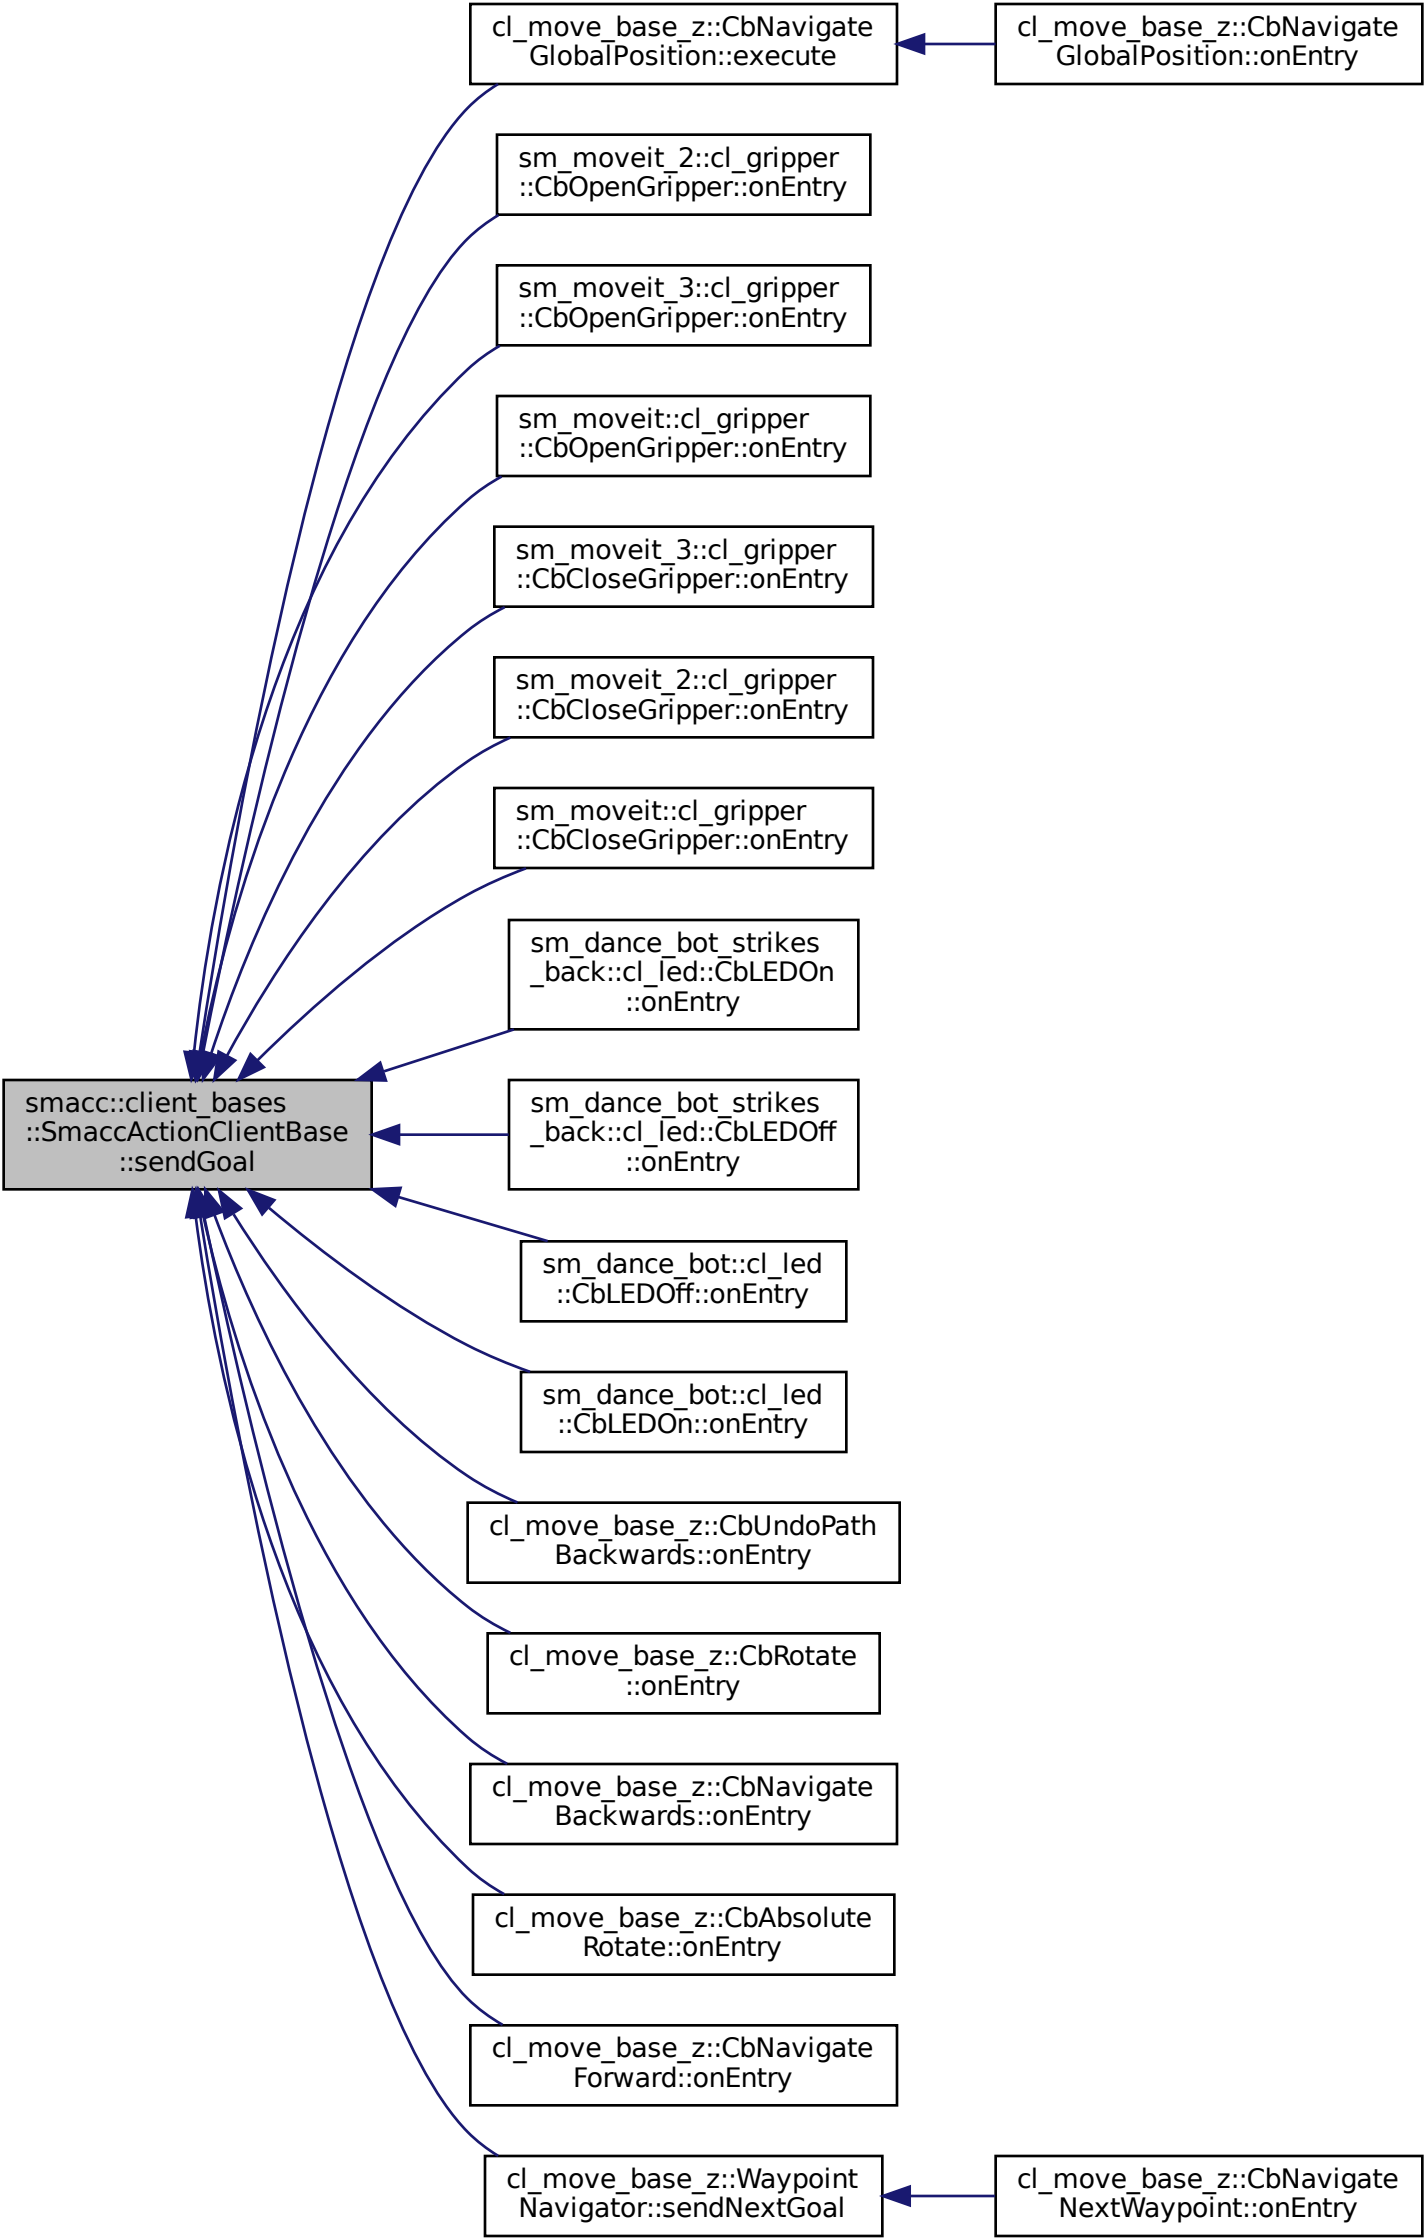 cl_move_base_z::CbNavigate
GlobalPosition::execute
cl_move_base_z::CbNavigate
GlobalPosition::onEntry
sm_moveit_2::cl_gripper
::CbOpenGripper::onEntry
sm_moveit_3::cl_gripper
::CbOpenGripper::onEntry
sm_moveit::cl_gripper
::CbOpenGripper::onEntry
sm_moveit_3::cl_gripper
::CbCloseGripper::onEntry
sm_moveit_2::cl_gripper
::CbCloseGripper::onEntry
sm_moveit::cl_gripper
::CbCloseGripper::onEntry
sm_dance_bot_strikes
_back::cl_led::CbLEDOn
::onEntry
smacc::client_bases
::SmaccActionClientBase
::sendGoal
sm_dance_bot_strikes
_back::cl_led::CbLEDOff
::onEntry
sm_dance_bot::cl_led
::CbLEDOff::onEntry
sm_dance_bot::cl_led
::CbLEDOn::onEntry
cl_move_base_z::CbUndoPath
Backwards::onEntry
cl_move_base_z::CbRotate
::onEntry
cl_move_base_z::CbNavigate
Backwards::onEntry
cl_move_base_z::CbAbsolute
Rotate::onEntry
cl_move_base_z::CbNavigate
Forward::onEntry
cl_move_base_z::Waypoint
Navigator::sendNextGoal
cl_move_base_z::CbNavigate
NextWaypoint::onEntry